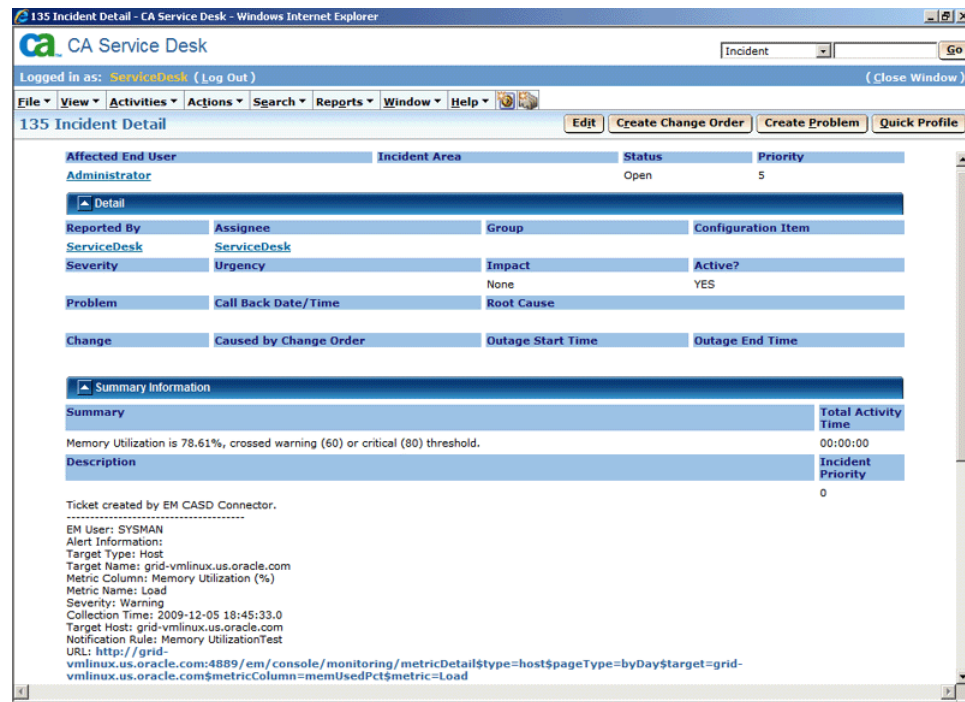 135 Incident Detail - CA Service Desk - Windows Internet Explorer
ca CA Service Desk
Incident Go
Logged in as: ServiceDesk ( Log Out ) ( Close Window )
File View Activities Actions Search Reports Window Help
135 Incident Detail Edit Create Change Order Create Problem Quick Profile
Affected End User Incident Area Status Priority
Administrator Open 5
Detail
Reported By Assignee Group Configuration Item
ServiceDesk ServiceDesk
Severity Urgency Impact Active?
None YES
Problem Call Back Date/Time Root Cause
Change Caused by Change Order Outage Start Time Outage End Time
Summary Information
Summary Total Activity
Time
Memory Utilization is 78.61%, crossed warning (60) or critical (80) threshold. 00:00:00
Description Incident
Priority
0
Ticket created by EM CASD Connector.
----------------------------------------
EM User: SYSMAN
Alert Information:
Target Type: Host
Target Name: grid-vmlinux.us.oracle.com
Metric Column: Memory Utilization (%)
Metric Name: Load
Severity: Warning
Collection Time: 2009-12-05 18:45:33.0
Target Host: grid-vmlinux.us.oracle.com
Notification Rule: Memory UtilizationTest
URL: http://grid-
vmlinux.us.oracle.com:4889/em/console/monitoring/metricDetail$type=host$pageType=byDay$target=grid-
vmlinux.us.oracle.com$metricColumn=memUsedPct$metric=Load